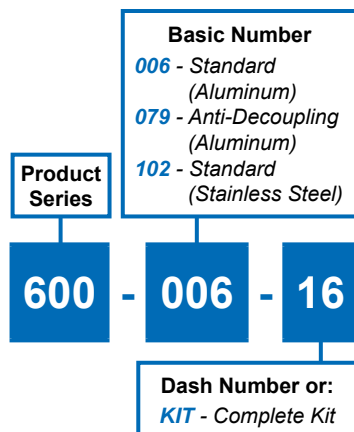 Basic Number
006 - Standard
(Aluminum)
079 - Anti-Decoupling
(Aluminum)
102 - Standard
(Stainless Steel)
Product
Series
600 - 006 - 16
Dash Number or:
KIT - Complete Kit